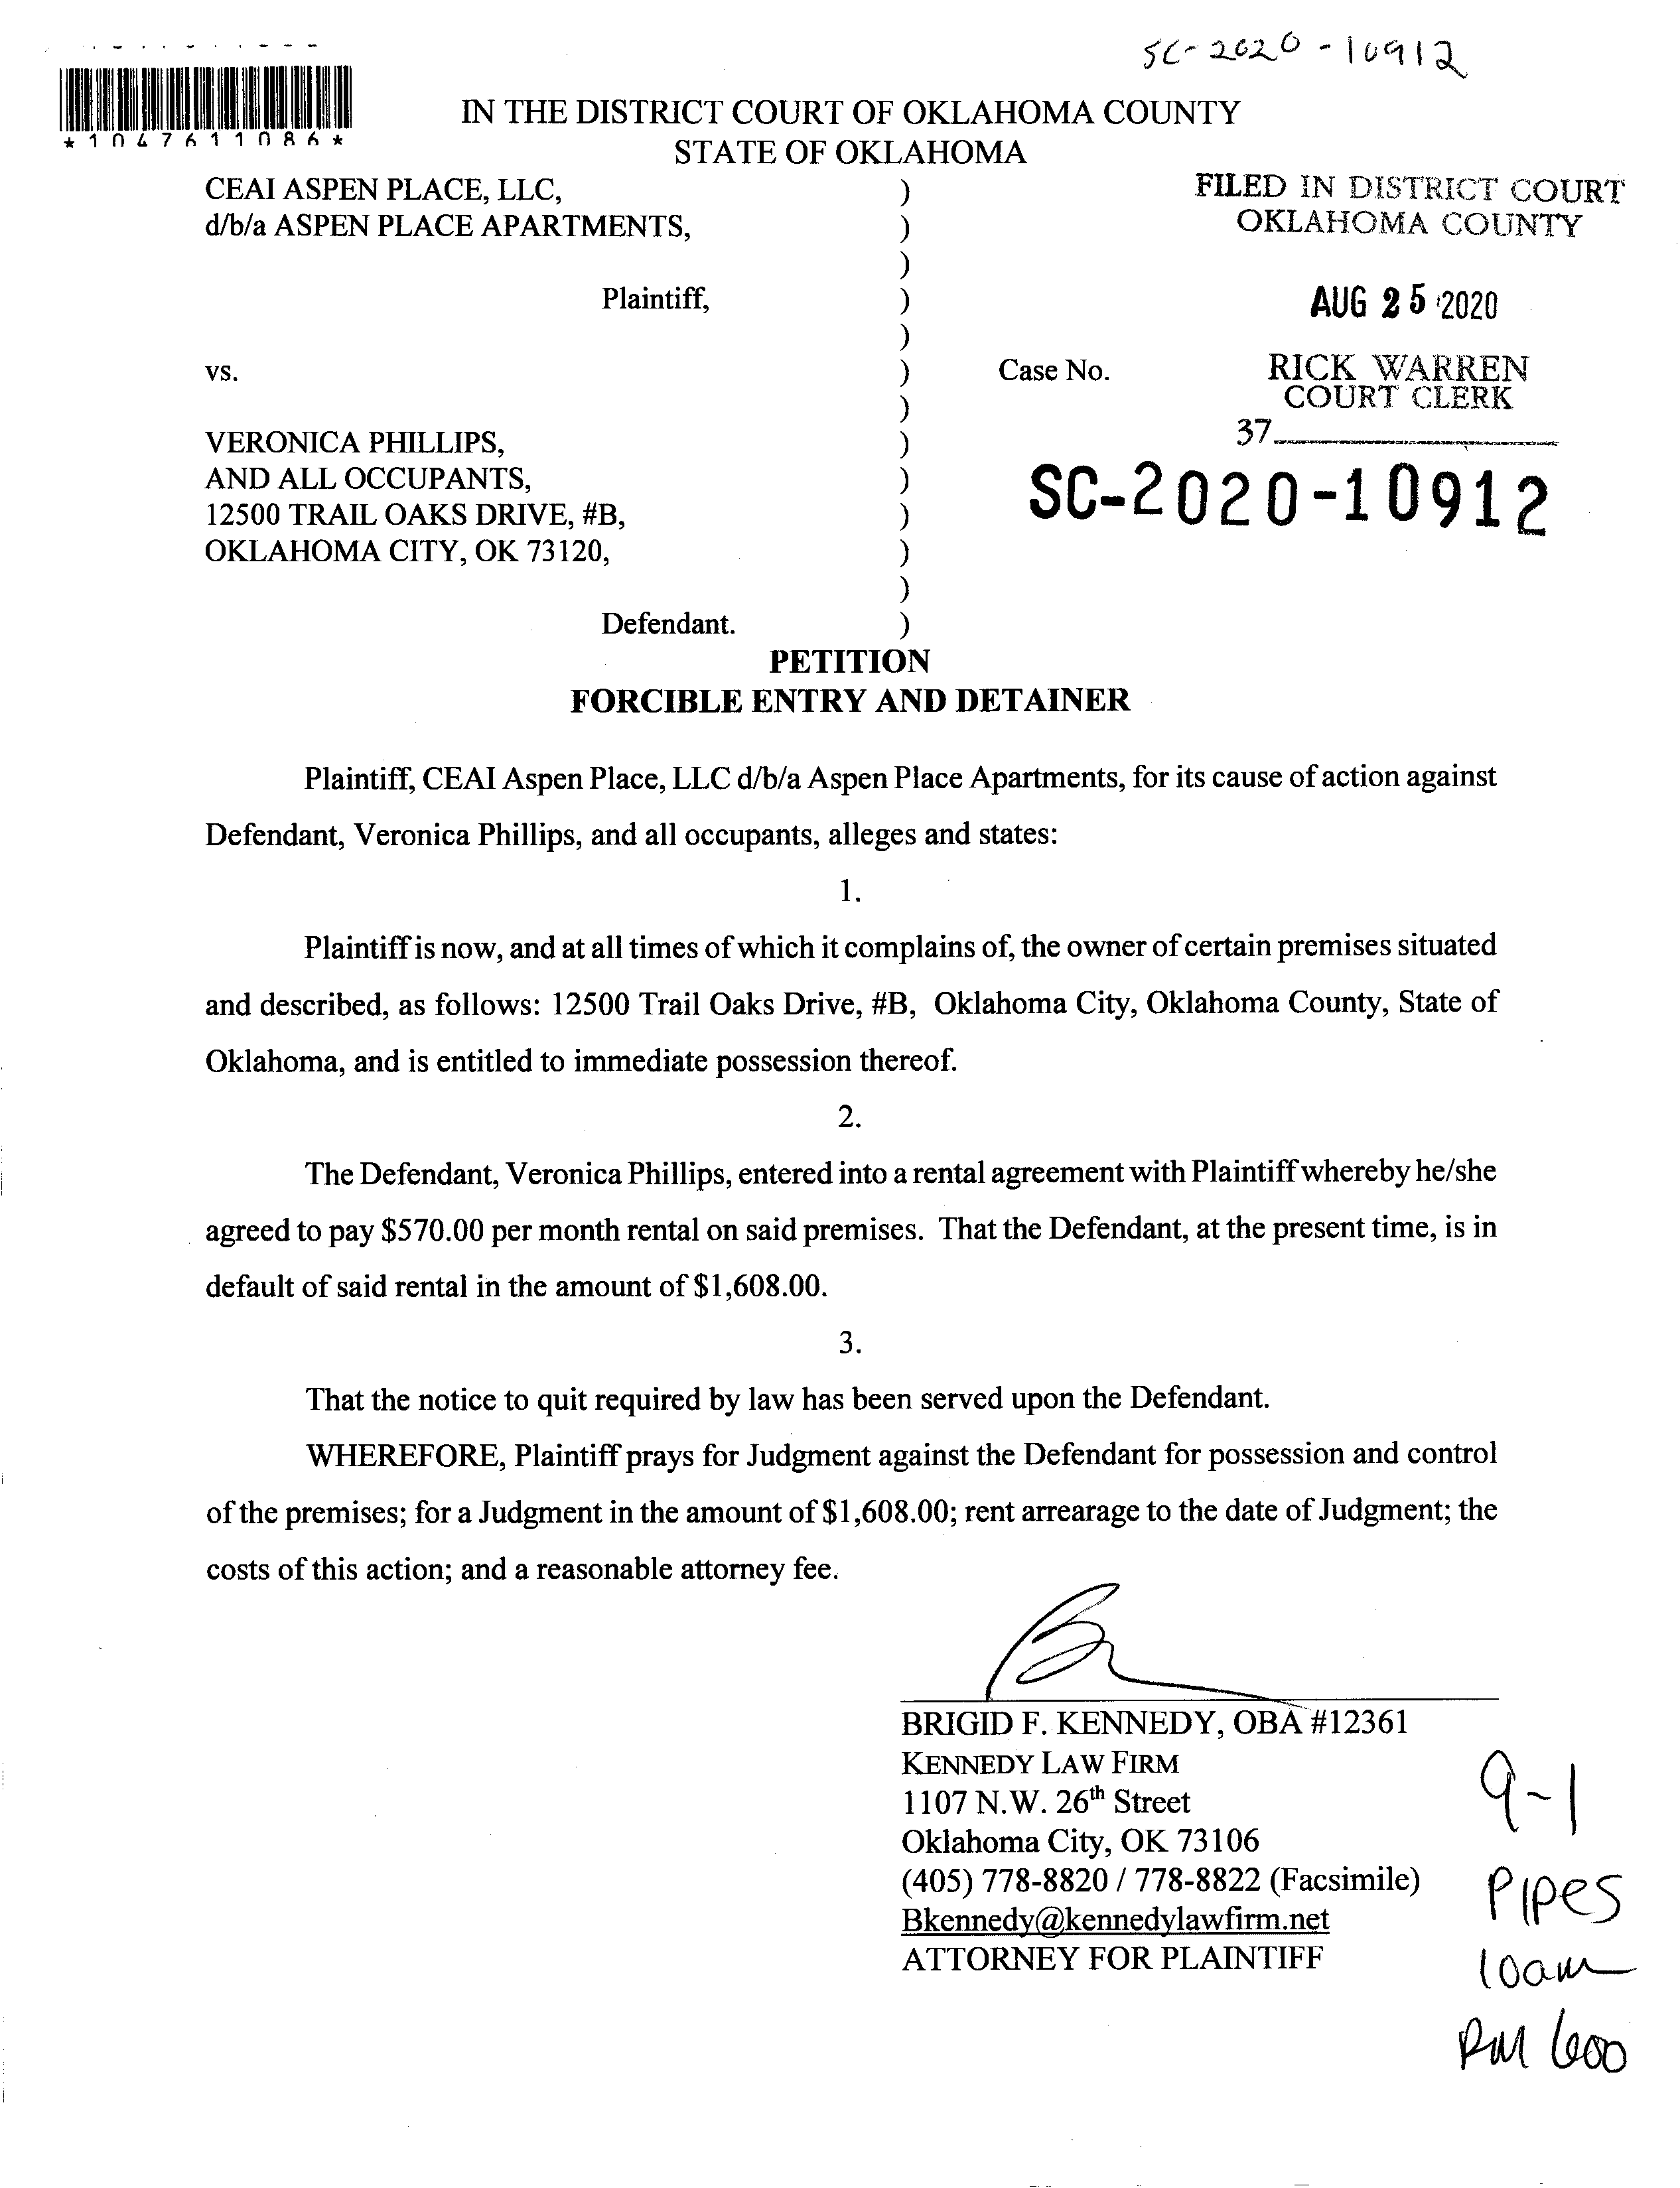 SC-2020-10912
*1047611086*
IN THE DISTRICT COURT OF OKLAHOMA COUNTY
STATE OF OKLAHOMA
CEAI ASPEN PLACE, LLC, )
d/b/a ASPEN PLACE APARTMENTS, )
)
Plaintiff, )
)
vs. ) Case No.
)
VERONICA PHILLIPS, )
AND ALL OCCUPANTS, )
12500 TRAIL OAKS DRIVE, #B, )
OKLAHOMA CITY, OK 73120, )
)
Defendant. )
FILED IN DISTRICT COURT
OKLAHOMA COUNTY
AUG 25 2020
RICK WARREN
COURT CLERK
37
SC-2020-10912
PETITION
FORCIBLE ENTRY AND DETAINER
Plaintiff, CEAI Aspen Place, LLC d/b/a Aspen Place Apartments, for its cause of action against
Defendant, Veronica Phillips, and all occupants, alleges and states:
1.
Plaintiff is now, and at all times of which it complains of, the owner of certain premises situated
and described, as follows: 12500 Trail Oaks Drive, #B, Oklahoma City, Oklahoma County, State of
Oklahoma, and is entitled to immediate possession thereof.
2.
The Defendant, Veronica Phillips, entered into a rental agreement with Plaintiff whereby he/she
agreed to pay $570.00 per month rental on said premises. That the Defendant, at the present time, is in
default of said rental in the amount of $1,608.00.
3.
That the notice to quit required by law has been served upon the Defendant.
WHEREFORE, Plaintiff prays for Judgment against the Defendant for possession and control
of the premises; for a Judgment in the amount of $1,608.00; rent arrearage to the date of Judgment; the
costs of this action; and a reasonable attorney fee.
BRIGID F. KENNEDY, OBA #12361
KENNEDY LAW FIRM
1107 N.W. 26th Street
Oklahoma City, OK 73106
(405) 778-8820 / 778-8822 (Facsimile)
Bkennedy@kennedylawfirm.net
ATTORNEY FOR PLAINTIFF
9-1
Pipes
10am
RM 600